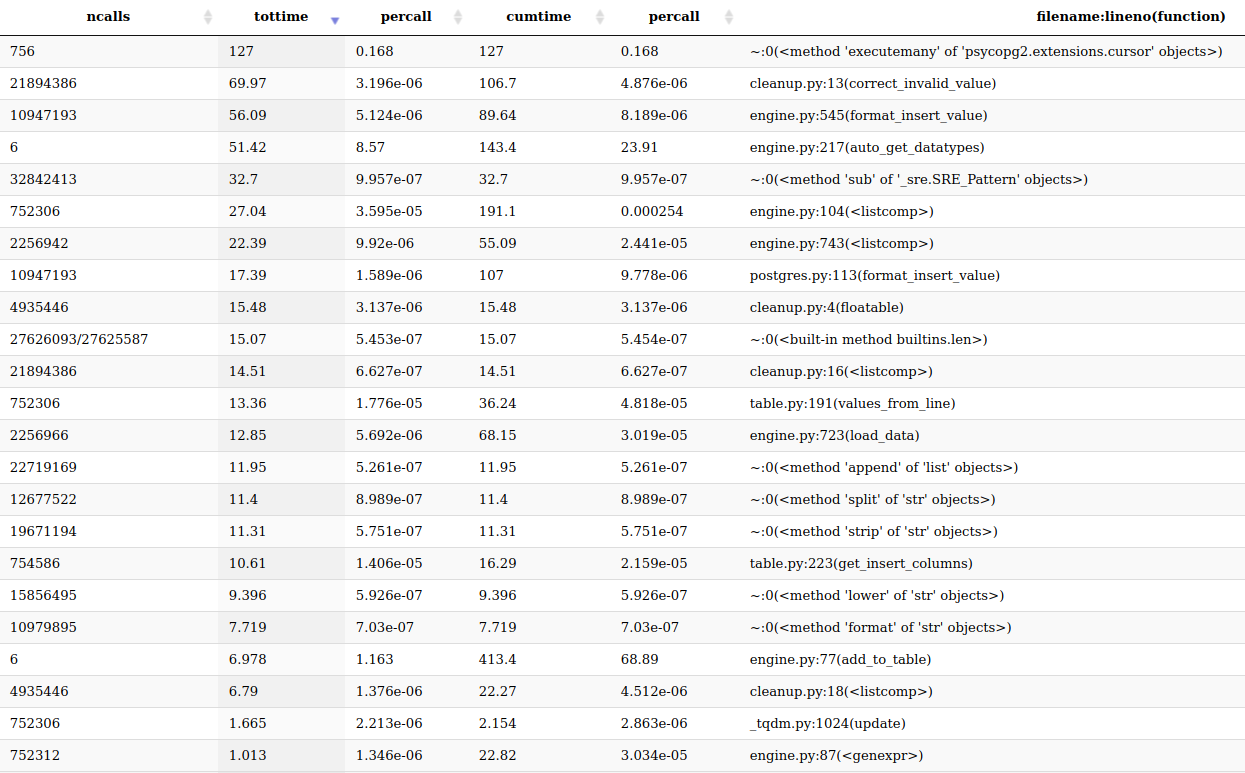 ncalls tottime percall cumtime percall filename:lineno(function)
756 127 0.168 127 0.168 ~:0(<method 'executemany' of 'psycopg2.extensions.cursor' objects>)
21894386 69.97 3.196e-06 106.7 4.876e-06 cleanup.py:13(correct_invalid_value)
10947193 56.09 5.124e-06 89.64 8.189e-06 engine.py:545(format_insert_value)
6 51.42 8.57 143.4 23.91 engine.py:217(auto_get_datatypes)
32842413 32.7 9.957e-07 32.7 9.957e-07 ~:0(<method 'sub' of '_sre.SRE_Pattern' objects>)
752306 27.04 3.595e-05 191.1 0.000254 engine.py:104(<listcomp>)
2256942 22.39 9.92e-06 55.09 2.441e-05 engine.py:743(<listcomp>)
10947193 17.39 1.589e-06 107 9.778e-06 postgres.py:113(format_insert_value)
4935446 15.48 3.137e-06 15.48 3.137e-06 cleanup.py:4(floatable)
27626093/27625587 15.07 5.453e-07 15.07 5.454e-07 ~:0(<built-in method builtins.len>)
21894386 14.51 6.627e-07 14.51 6.627e-07 cleanup.py:16(<listcomp>)
752306 13.36 1.776e-05 36.24 4.818e-05 table.py:191(values_from_line)
2256966 12.85 5.692e-06 68.15 3.019e-05 engine.py:723(load_data)
22719169 11.95 5.261e-07 11.95 5.261e-07 ~:0(<method 'append' of 'list' objects>)
12677522 11.4 8.989e-07 11.4 8.989e-07 ~:0(<method 'split' of 'str' objects>)
19671194 11.31 5.751e-07 11.31 5.751e-07 ~:0(<method 'strip' of 'str' objects>)
754586 10.61 1.406e-05 16.29 2.159e-05 table.py:223(get_insert_columns)
15856495 9.396 5.926e-07 9.396 5.926e-07 ~:0(<method 'lower' of 'str' objects>)
10979895 7.719 7.03e-07 7.719 7.03e-07 ~:0(<method 'format' of 'str' objects>)
6 6.978 1.163 413.4 68.89 engine.py:77(add_to_table)
4935446 6.79 1.376e-06 22.27 4.512e-06 cleanup.py:18(<listcomp>)
752306 1.665 2.213e-06 2.154 2.863e-06 _tqdm.py:1024(update)
752312 1.013 1.346e-06 22.82 3.034e-05 engine.py:87(<genexpr>)